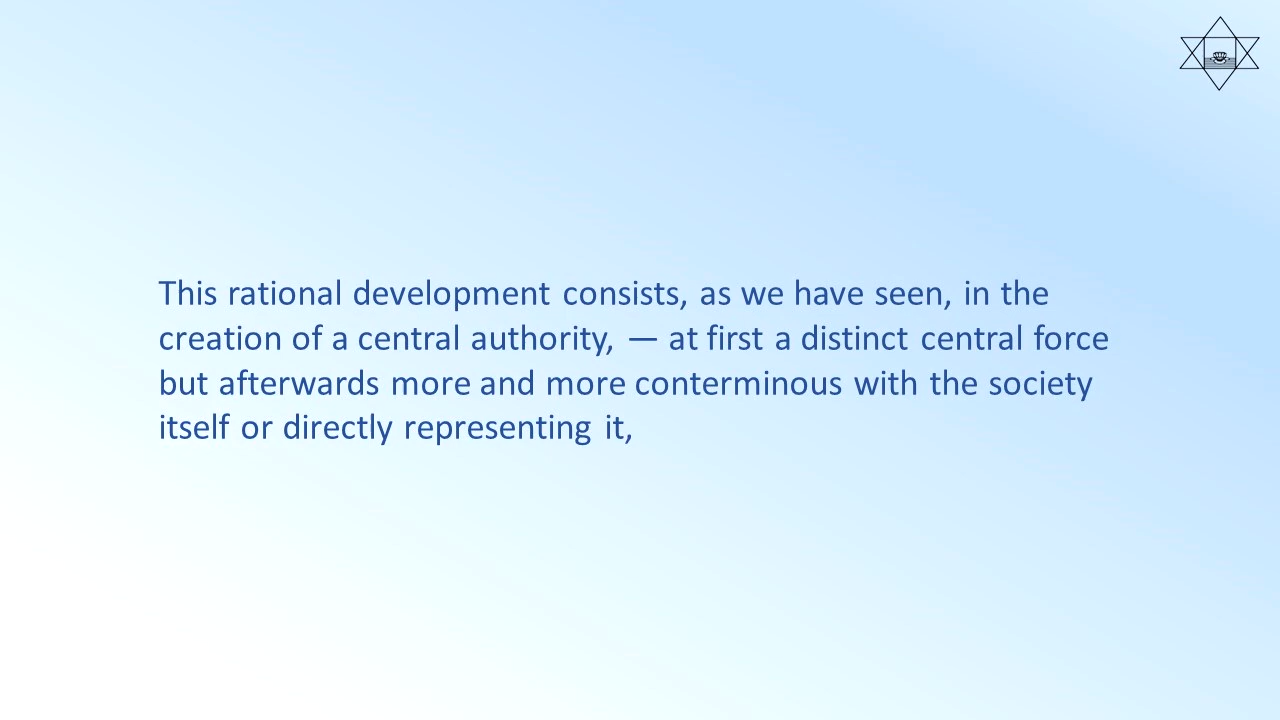 This rational development consists, as we have seen, in the
creation of a central authority, — at first a distinct central force
but afterwards more and more conterminous with the society
itself or directly representing it,